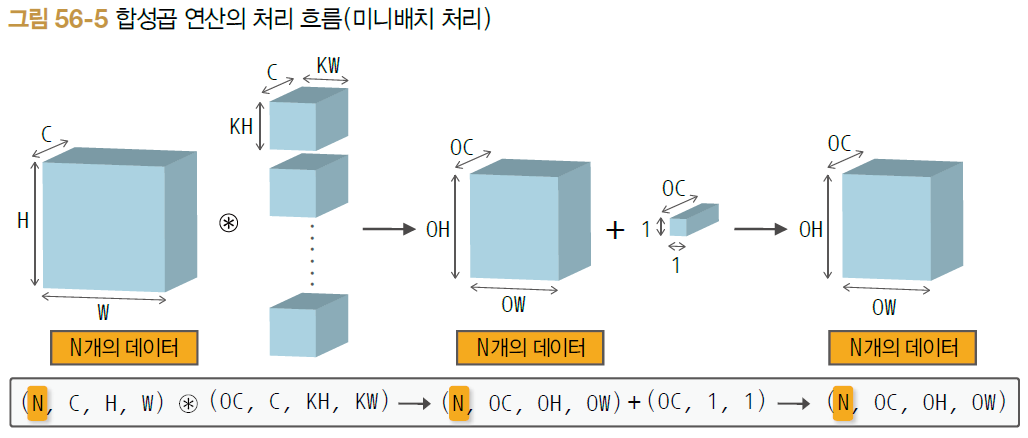 그림 56-5 합성곱 연산의 처리 흐름(미니배치 처리)
C
H
W
N개의 데이터
C
KW
KH
⊛
OC
OH
OW
N개의 데이터
+
OC
1
1
OC
OH
OW
N개의 데이터
(N, C, H, W) ⊛ (OC, C, KH, KW) → (N, OC, OH, OW) + (OC, 1, 1) → (N, OC, OH, OW)